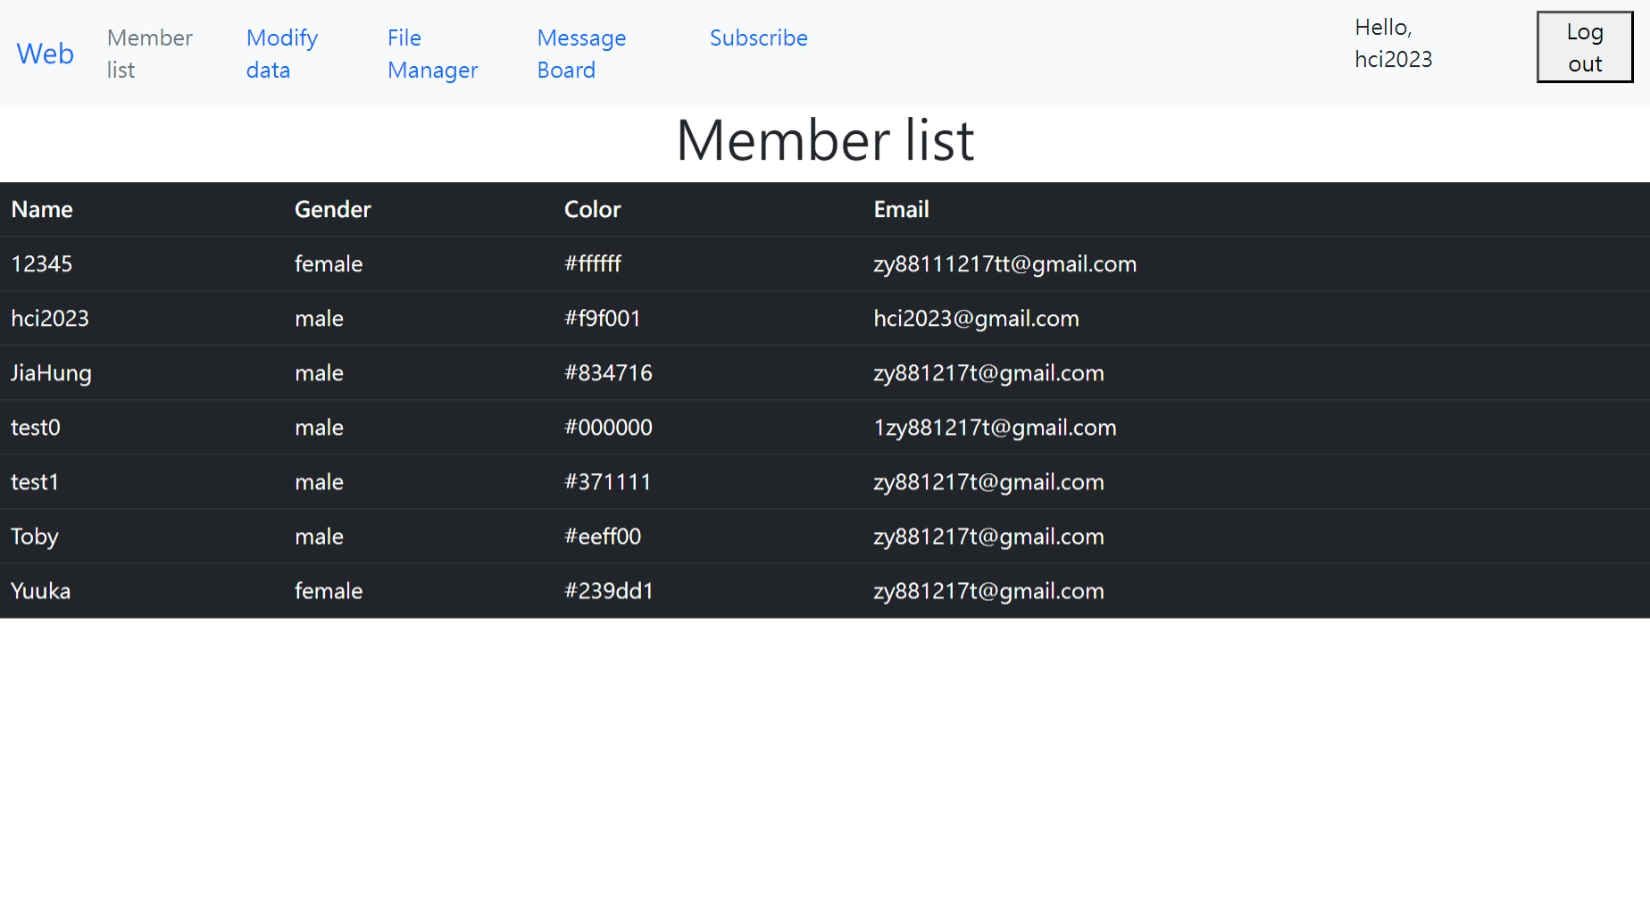 Web
Member list
Modify data
File Manager
Message Board
Subscribe
Hello, hci2023
Log out
Member list
Name Gender Color Email
12345 female #ffffff zy88111217tt@gmail.com
hci2023 male #f9f001 hci2023@gmail.com
JiaHung male #834716 zy881217t@gmail.com
test0 male #000000 1zy881217t@gmail.com
test1 male #371111 zy881217t@gmail.com
Toby male #eeff00 zy881217t@gmail.com
Yuuka female #239dd1 zy881217t@gmail.com